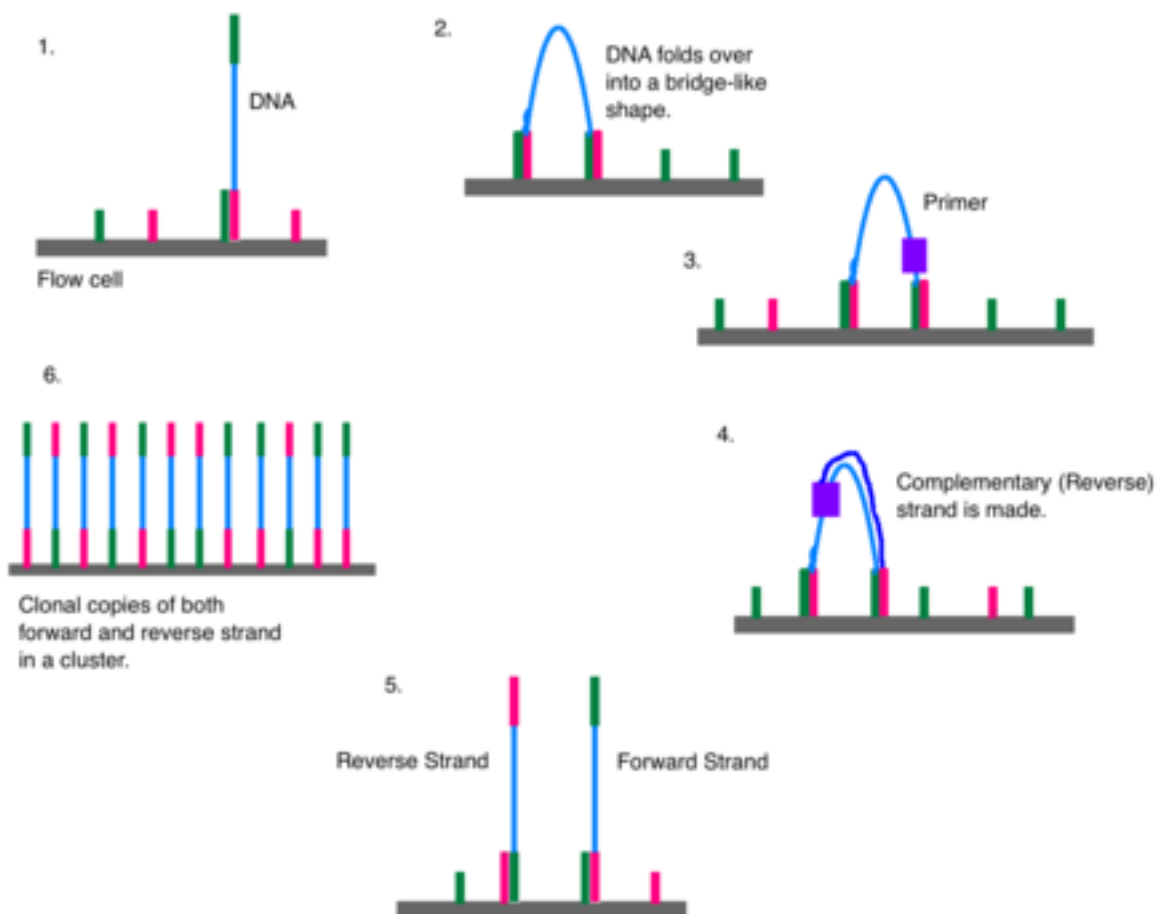 1.
DNA
Flow cell
2.
DNA folds over
into a bridge-like
shape.
3.
Primer
4.
Complementary (Reverse)
strand is made.
5.
Reverse Strand
Forward Strand
6.
Clonal copies of both
forward and reverse strand
in a cluster.